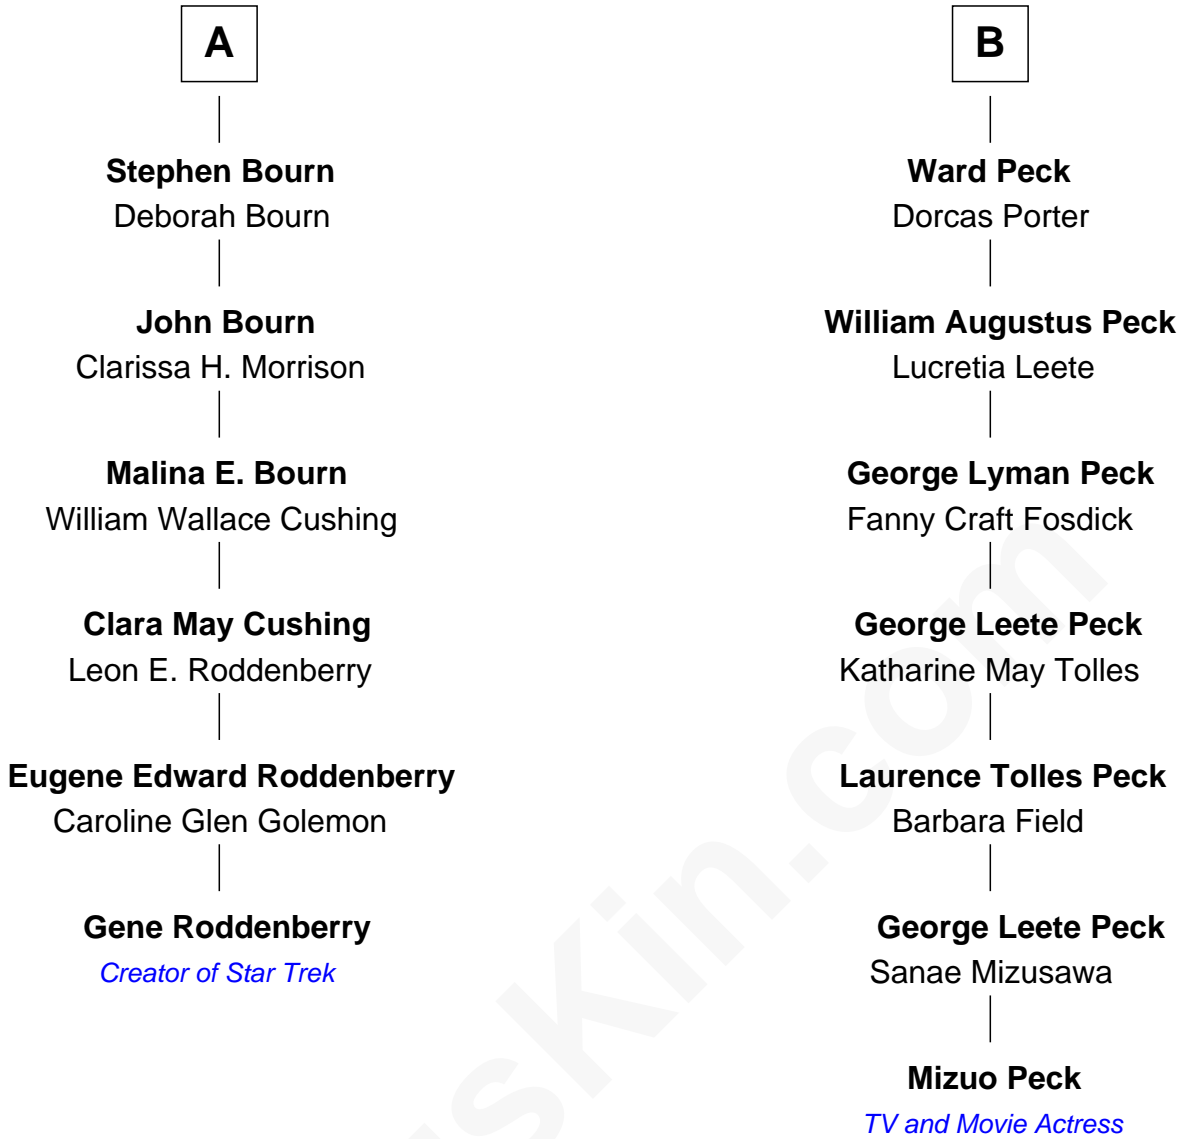 A
Stephen Bourn
Deborah Bourn
John Bourn
Clarissa H. Morrison
Malina E. Bourn
William Wallace Cushing
Clara May Cushing
Leon E. Roddenberry
Eugene Edward Roddenberry
Caroline Glen Golemon
Gene Roddenberry
Creator of Star Trek
B
Ward Peck
Dorcas Porter
William Augustus Peck
Lucretia Leete
George Lyman Peck
Fanny Craft Fosdick
George Leete Peck
Katharine May Tolles
Laurence Tolles Peck
Barbara Field
George Leete Peck
Sanae Mizusawa
Mizuo Peck
TV and Movie Actress
sKin.com